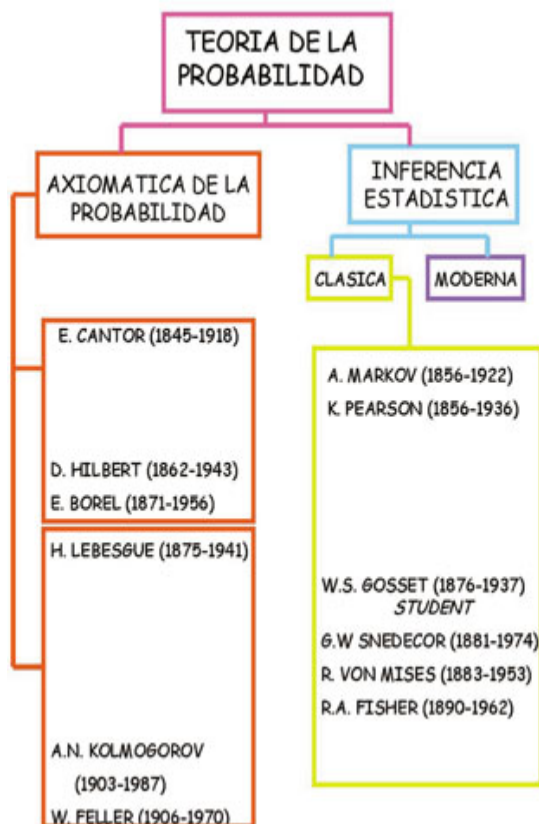 TEORIA DE LA
PROBABILIDAD
AXIOMATICA DE LA
PROBABILIDAD
INFERENCIA
ESTADISTICA
CLASICA
MODERNA
E. CANTOR (1845-1918)
D. HILBERT (1862-1943)
E. BOREL (1871-1956)
H. LEBESGUE (1875-1941)
A.N. KOLMOGOROV
(1903-1987)
W. FELLER (1906-1970)
A. MARKOV (1856-1922)
K. PEARSON (1856-1936)
W.S. GOSSET (1876-1937)
STUDENT
G.W SNEDECOR (1881-1974)
R. VON MISES (1883-1953)
R.A. FISHER (1890-1962)